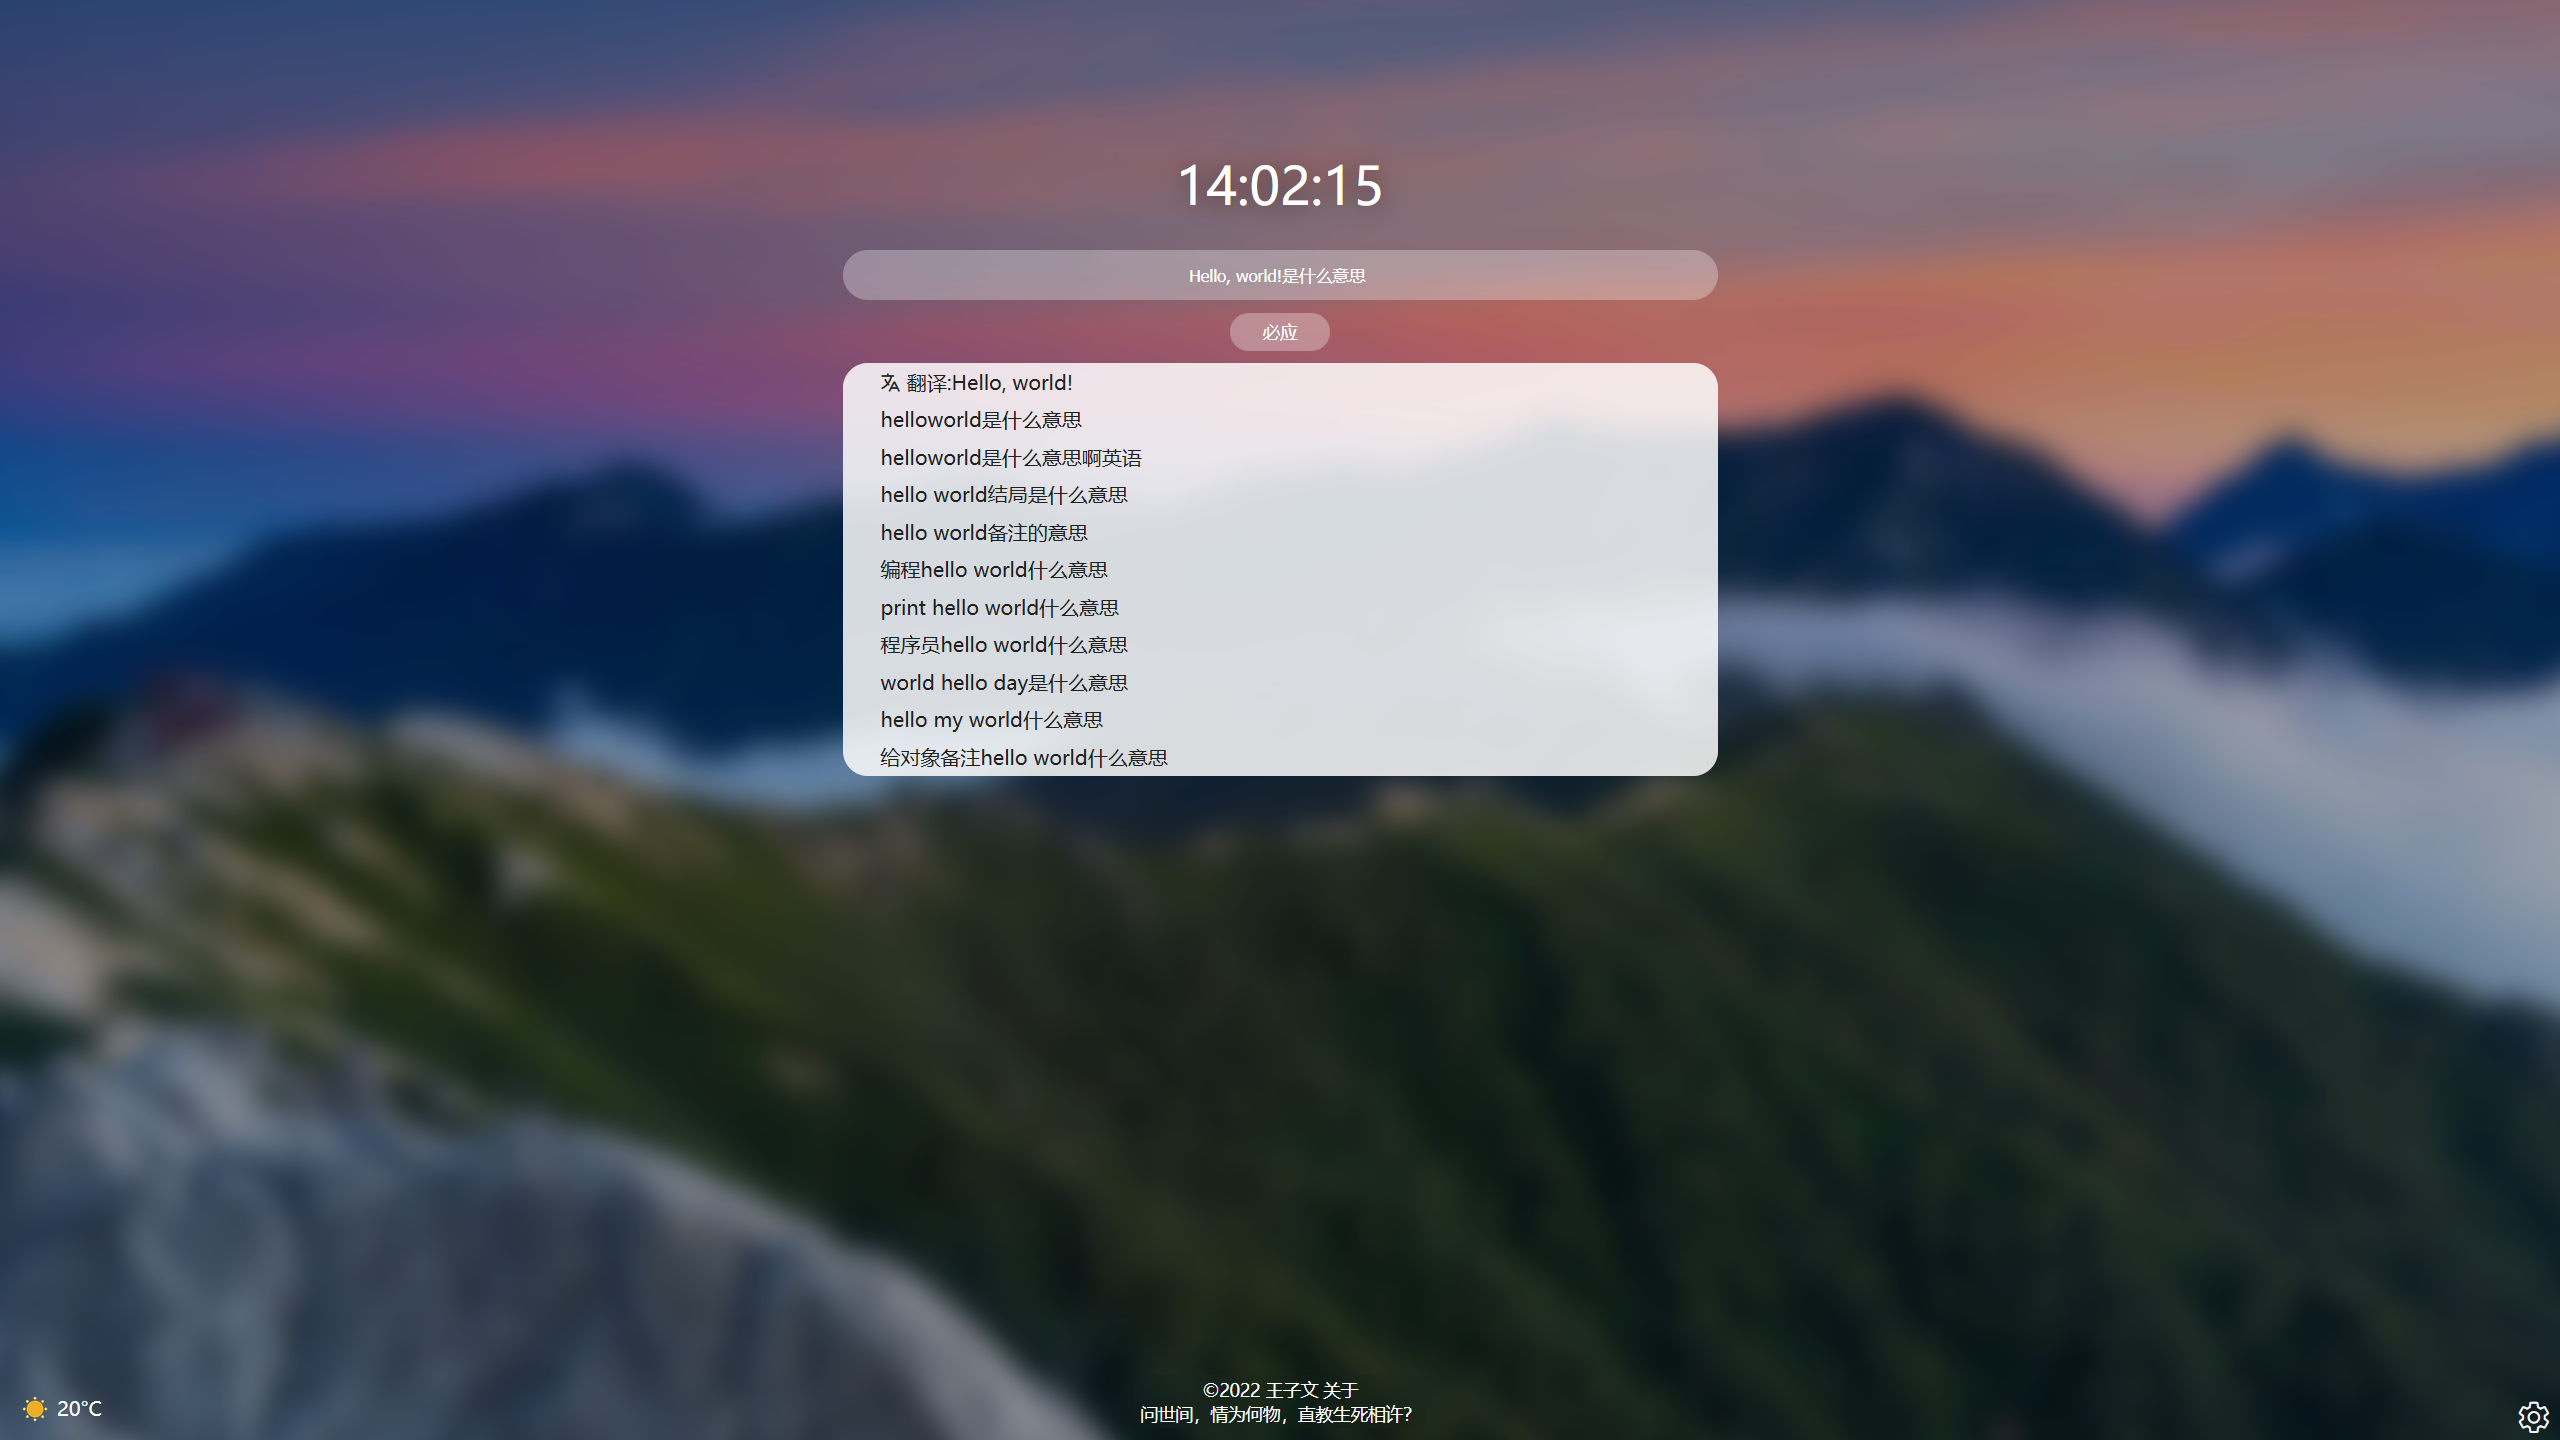 14:02:15
Hello, world!是什么意思
必应
翻译:Hello, world!
helloworld是什么意思
helloworld是什么意思啊英语
hello world结局是什么意思
hello world备注的意思
编程hello world什么意思
print hello world什么意思
程序员hello world什么意思
world hello day是什么意思
hello my world什么意思
给对象备注hello world什么意思
©2022 王子文 关于
问世间，情为何物，直教生死相许？
20°C